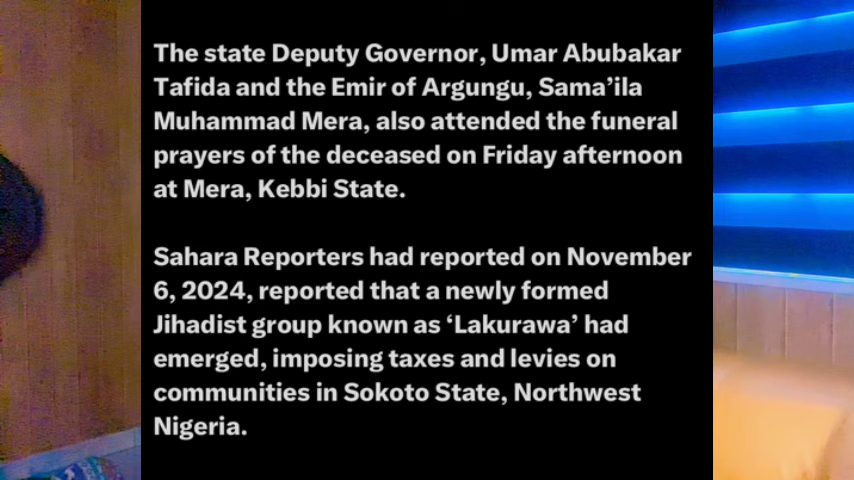 The state Deputy Governor, Umar Abubakar
Tafida and the Emir of Argungu, Sama’ila
Muhammad Mera, also attended the funeral
prayers of the deceased on Friday afternoon
at Mera, Kebbi State.
Sahara Reporters had reported on November
6, 2024, reported that a newly formed
Jihadist group known as ‘Lakurawa’ had
emerged, imposing taxes and levies on
communities in Sokoto State, Northwest
Nigeria.